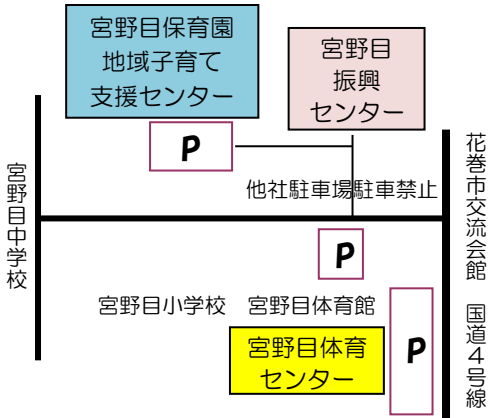 宮野目保育園
地域子育て
支援センター
宮野目
振興
センター
P
他社駐車場駐車禁止
宮野目中学校
花巻市交流会館　国道４号線
P
宮野目小学校　宮野目体育館
宮野目体育
センター
P